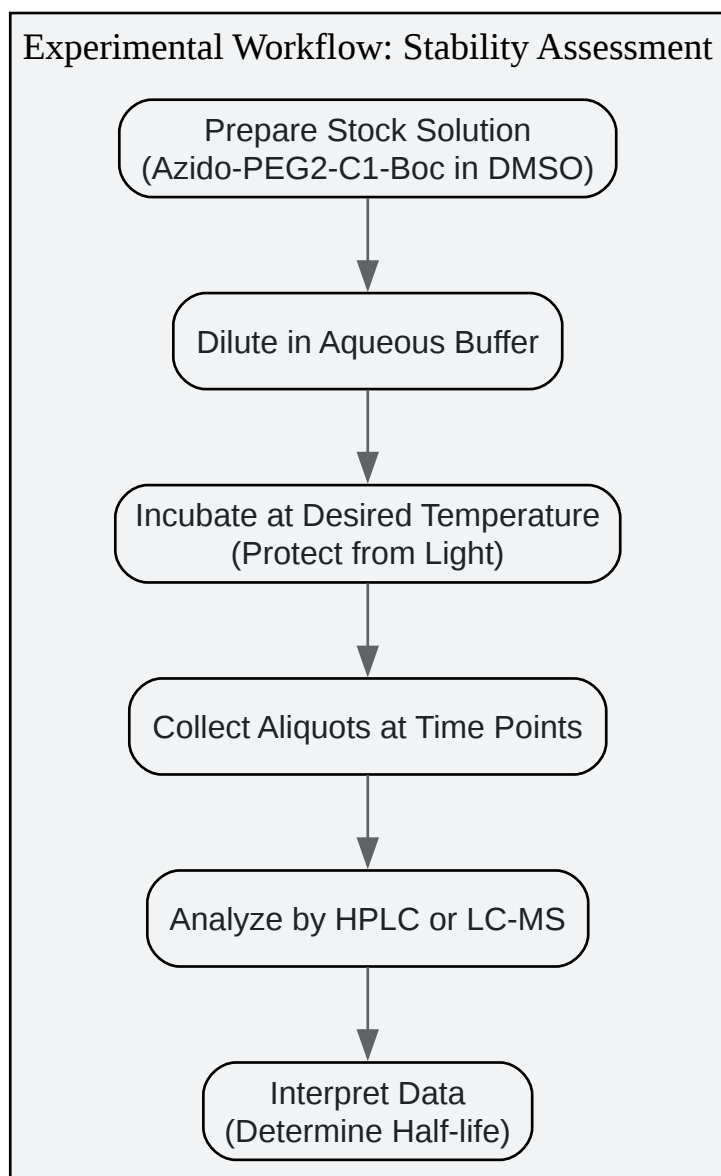 Experimental Workflow: Stability Assessment
Prepare Stock Solution
(Azido-PEG2-C1-Boc in DMSO)
Dilute in Aqueous Buffer
Incubate at Desired Temperature
(Protect from Light)
Collect Aliquots at Time Points
Analyze by HPLC or LC-MS
Interpret Data
(Determine Half-life)